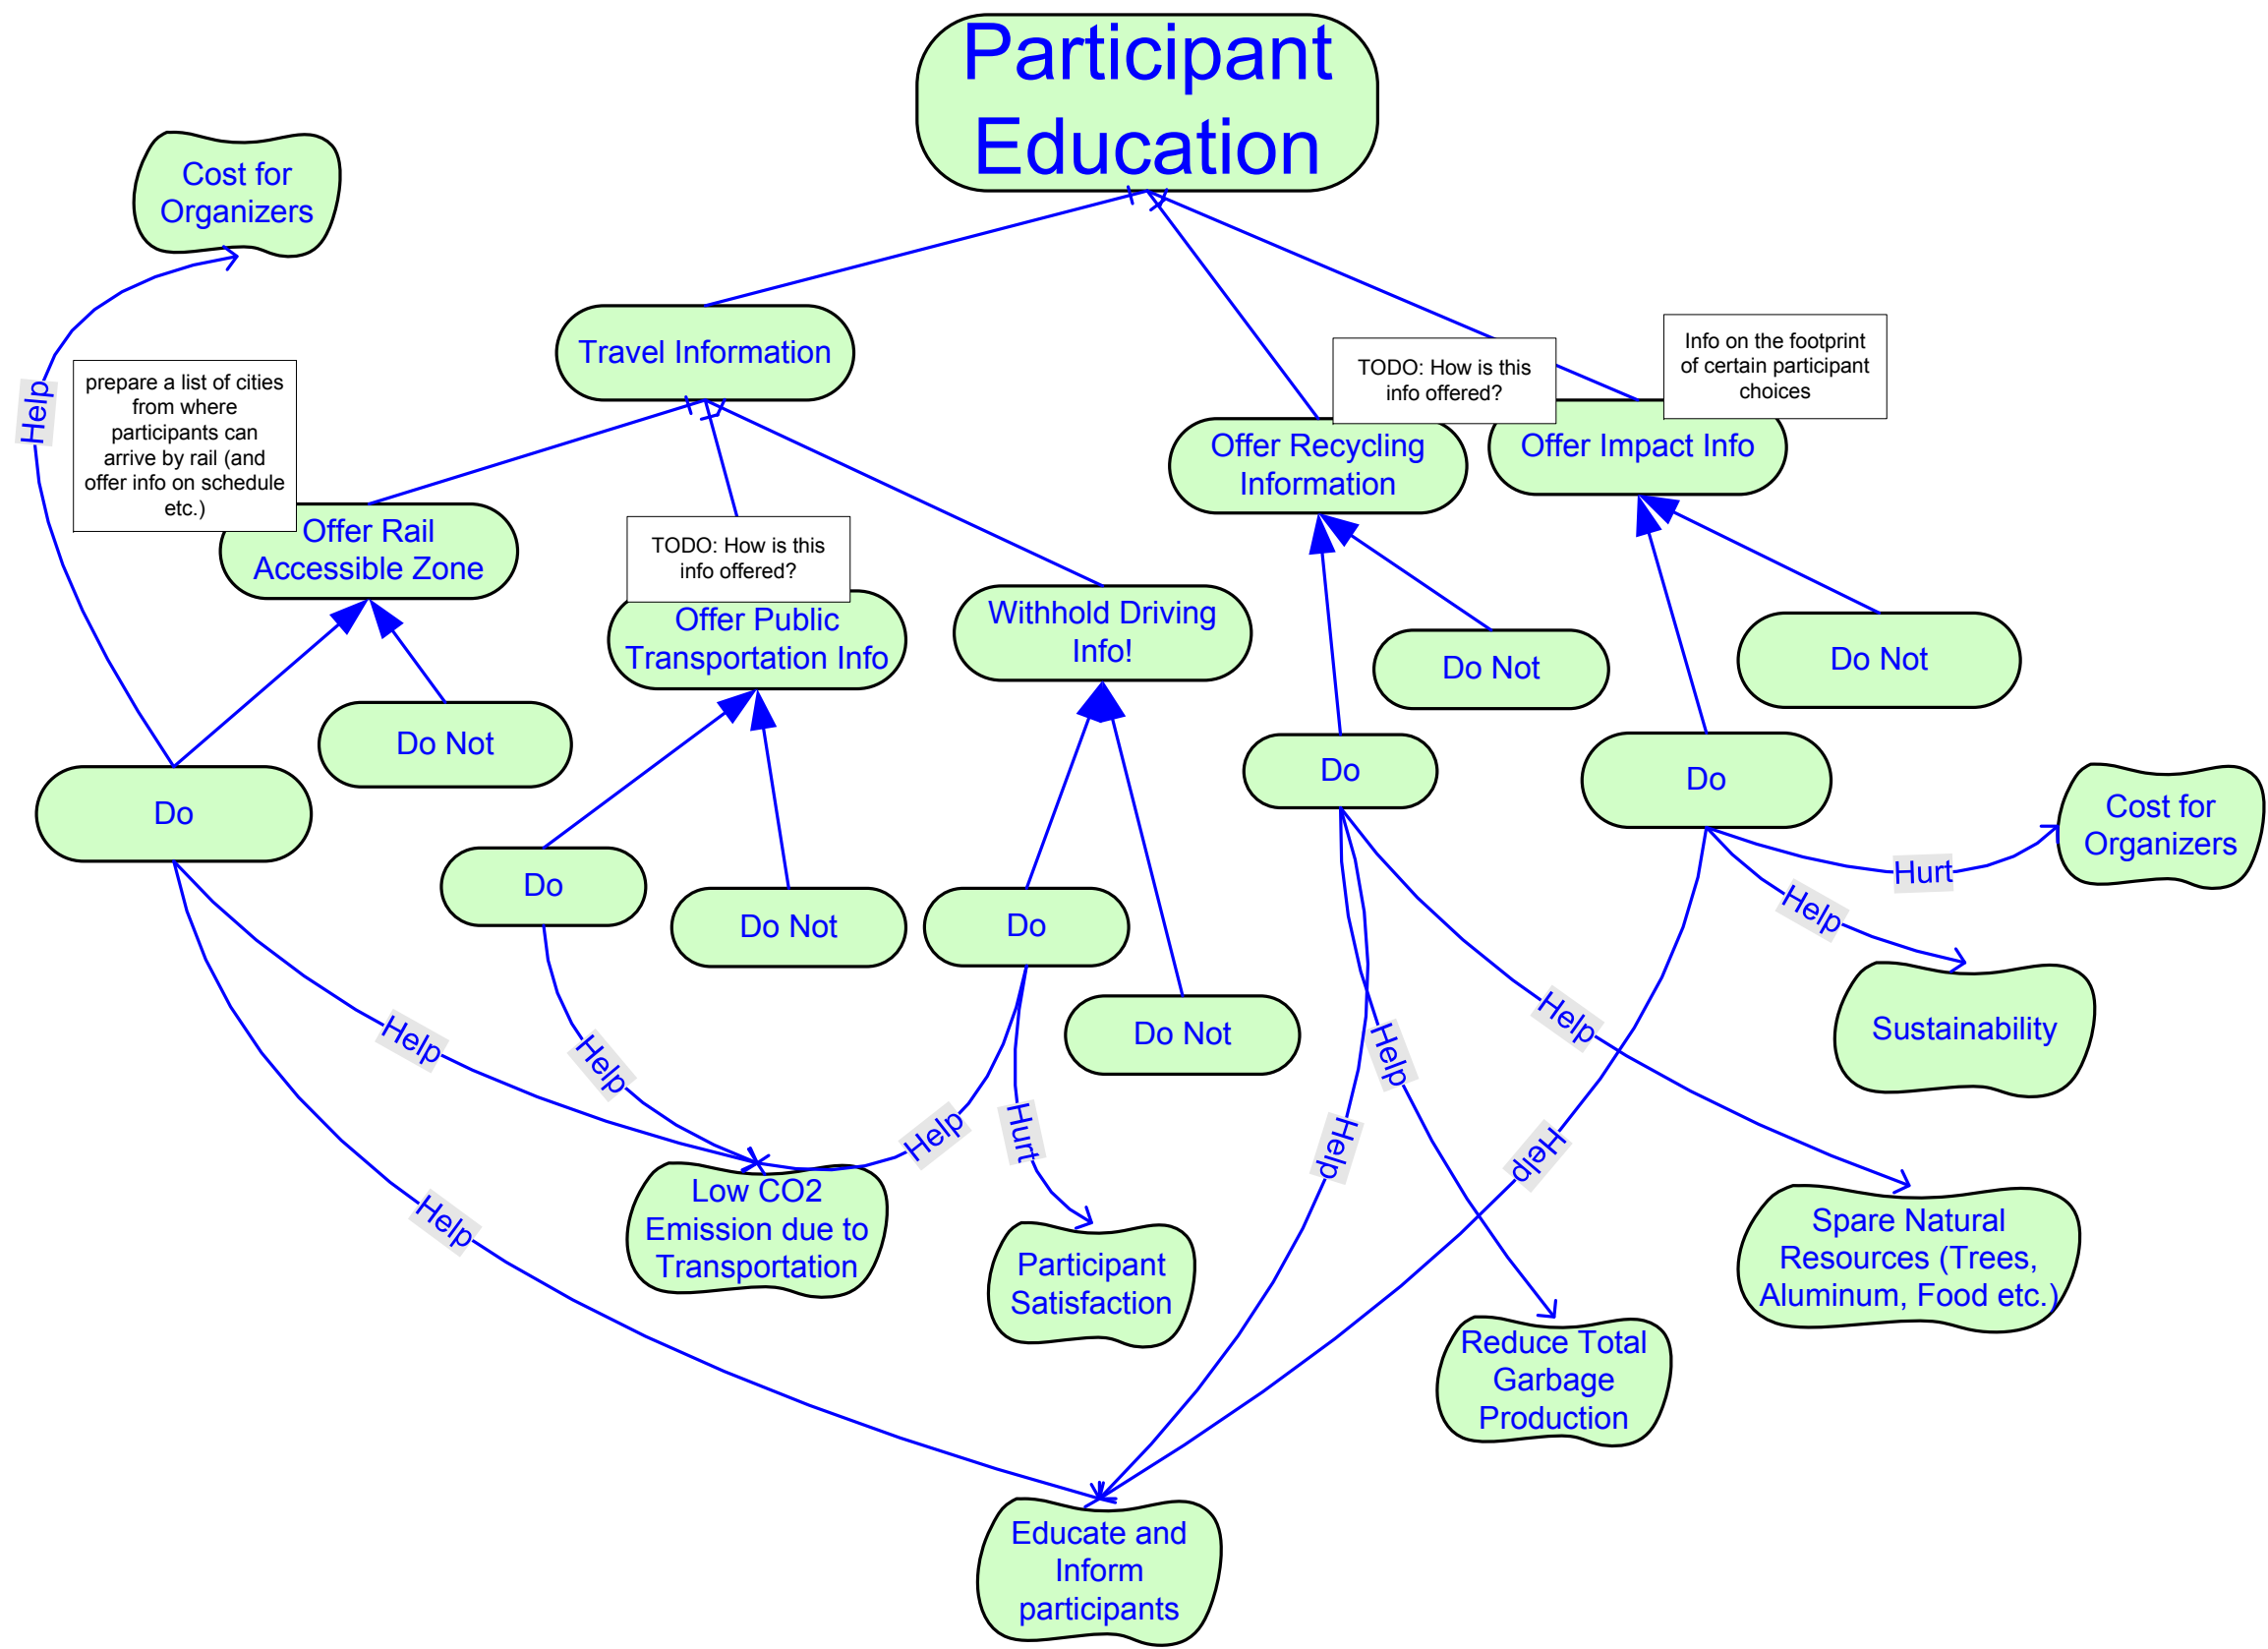 Participant
Education
Cost for
Organizers
Travel Information
TODO: How is this
info offered?
Info on the footprint
of certain participant
choices
Help
prepare a list of cities
from where
participants can
arrive by rail (and
offer info on schedule
etc.)
Offer Recycling
Information
Offer Impact Info
Offer Rail
Accessible Zone
TODO: How is this
info offered?
Offer Public
Transportation Info
Withhold Driving
Info!
Do Not
Do Not
Do Not
Do
Do
Do
Cost for
Organizers
Do
Do Not
Do
Do Not
Hurt
Help
Sustainability
Help
Help
Help
Help
Help
Hurt
Help
Help
Help
Low CO2
Emission due to
Transportation
Participant
Satisfaction
Spare Natural
Resources (Trees,
Aluminum, Food etc.)
Reduce Total
Garbage
Production
Educate and
Inform
participants